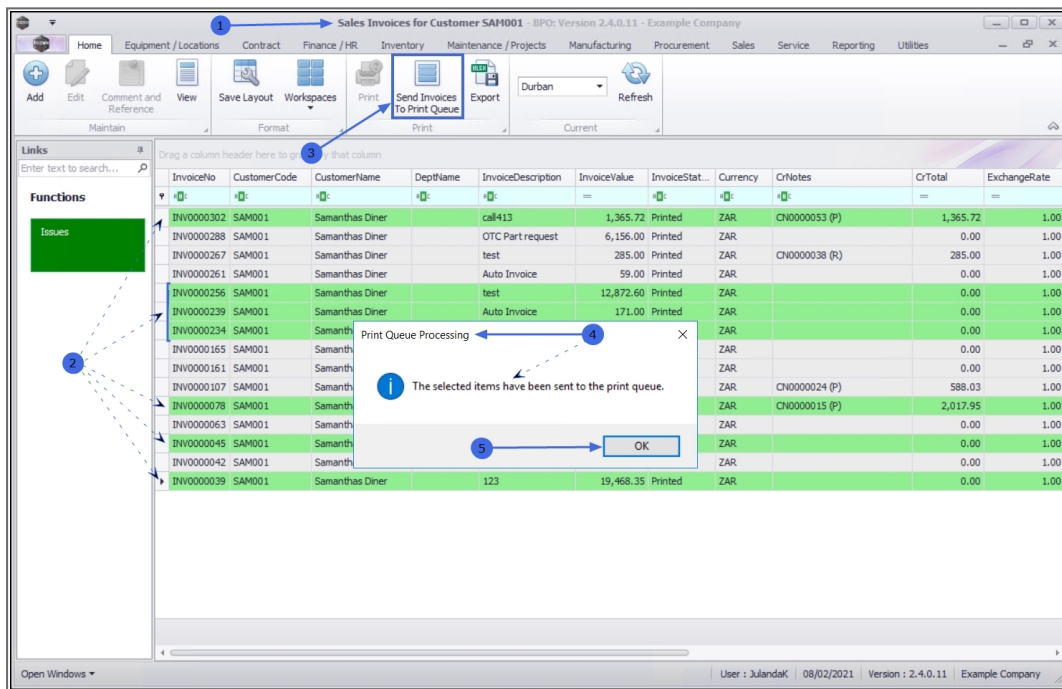 1
Sales Invoices for Customer SAM001 - BPO: Version 2.4.0.11 - Example Company
Home Equipment / Locations Contract Finance / HR Inventory Maintenance / Projects Manufacturing Procurement Sales Service Reporting Utilities
Add Edit Comment and Reference View Save Layout Workspaces Print Send Invoices To Print Queue Export Durban Refresh
Maintain Format Print Current
3
Links
Drag a column header here to gr y that column
Enter text to search...
Functions
Issues
2
InvoiceNo CustomerCode CustomerName DeptName InvoiceDescription InvoiceValue InvoiceStat... Currency CrNotes CrTotal ExchangeRate
INV0000302 SAM001 Samanthas Diner call413 1,365.72 Printed ZAR CN0000053 (P) 1,365.72 1.00
INV0000288 SAM001 Samanthas Diner OTC Part request 6,156.00 Printed ZAR 0.00 1.00
INV0000267 SAM001 Samanthas Diner test 285.00 Printed ZAR CN0000038 (R) 285.00 1.00
INV0000261 SAM001 Samanthas Diner Auto Invoice 59.00 Printed ZAR 0.00 1.00
INV0000256 SAM001 Samanthas Diner test 12,872.60 Printed ZAR 0.00 1.00
INV0000239 SAM001 Samanthas Diner Auto Invoice 171.00 Printed ZAR 0.00 1.00
INV0000234 SAM001 Samanth ZAR 0.00 1.00
INV0000165 SAM001 Samanth ZAR 0.00 1.00
INV0000161 SAM001 Samanth ZAR 0.00 1.00
INV0000107 SAM001 Samanth ZAR CN0000024 (P) 588.03 1.00
INV0000078 SAM001 Samanth ZAR CN0000015 (P) 2,017.95 1.00
INV0000063 SAM001 Samanth ZAR 0.00 1.00
INV0000045 SAM001 Samanth ZAR 0.00 1.00
INV0000042 SAM001 Samanth ZAR 0.00 1.00
INV0000039 SAM001 Samanthas Diner 123 19,468.35 Printed ZAR 0.00 1.00
Print Queue Processing 4
The selected items have been sent to the print queue.
5 OK
Open Windows User : JulandaK 08/02/2021 Version : 2.4.0.11 Example Company